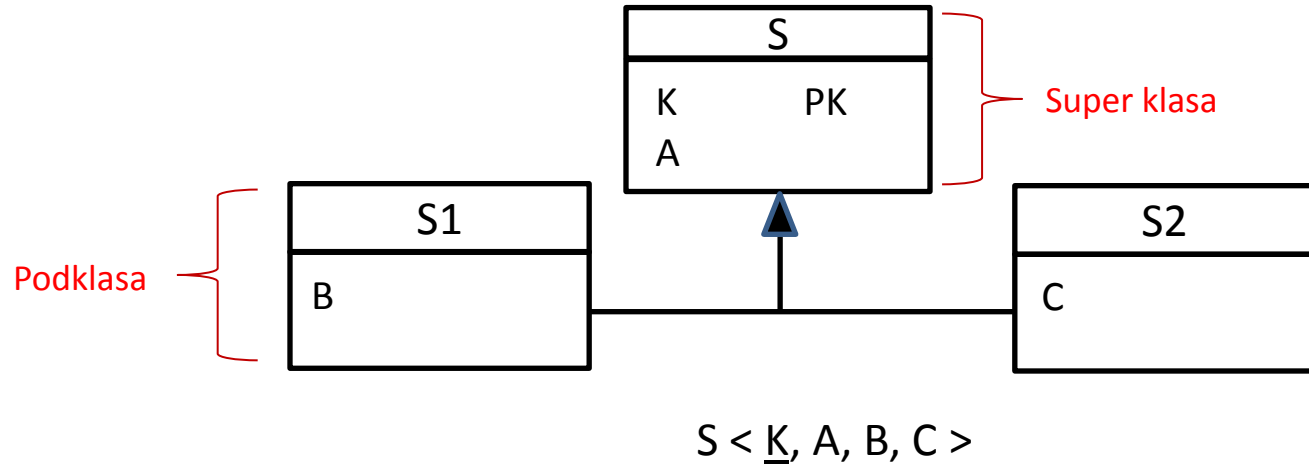 S
K PK
A
Super klasa
S1
B
Podklasa
S2
C
S < K, A, B, C >